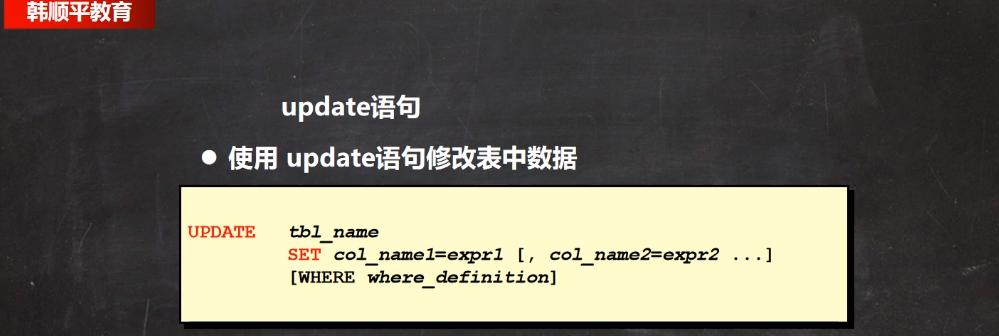 韩顺平教育
update语句
● 使用 update语句修改表中数据
UPDATE tbl_name
SET col_name1=expr1 [, col_name2=expr2 ...]
[WHERE where_definition]